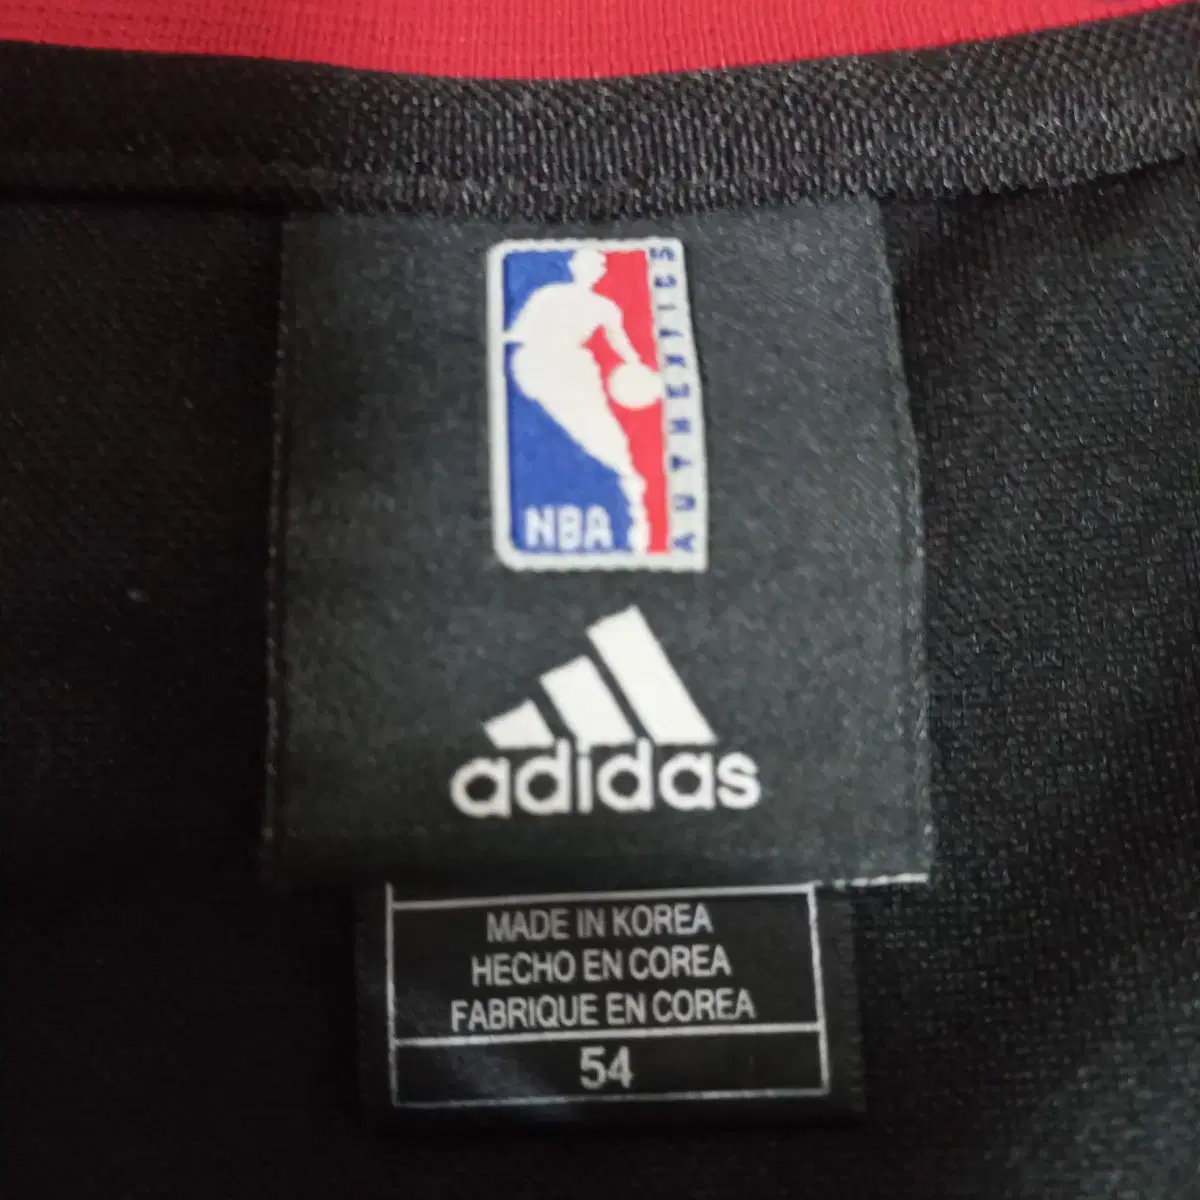 NBA
AUTHENTICS
adidas
MADE IN KOREA
HECHO EN COREA
FABRIQUE EN COREA
54